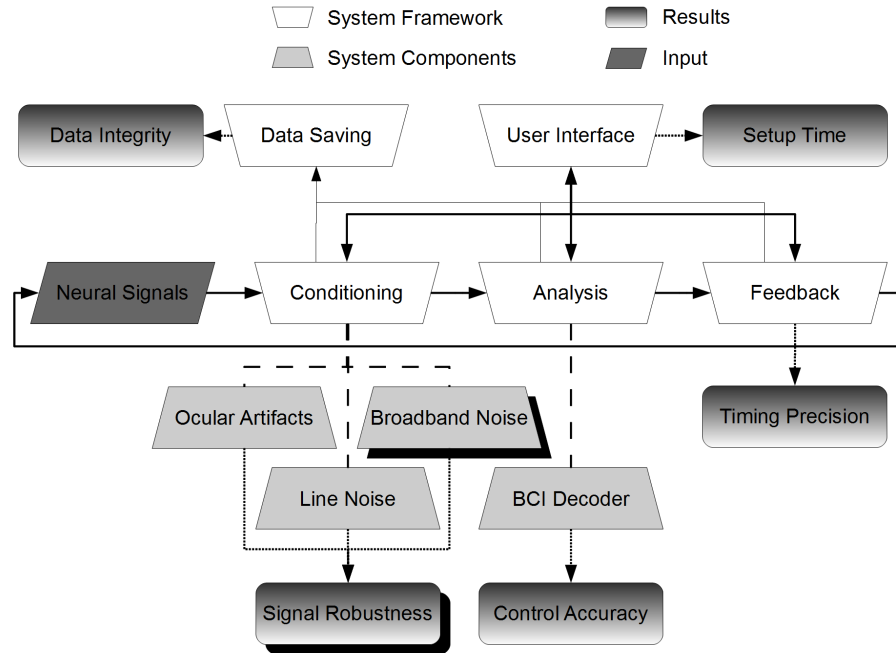 System Framework
Results
System Components
Input
Data Integrity
Data Saving
User Interface
Setup Time
Neural Signals
Conditioning
Analysis
Feedback
Ocular Artifacts
Broadband Noise
Timing Precision
Line Noise
BCI Decoder
Signal Robustness
Control Accuracy